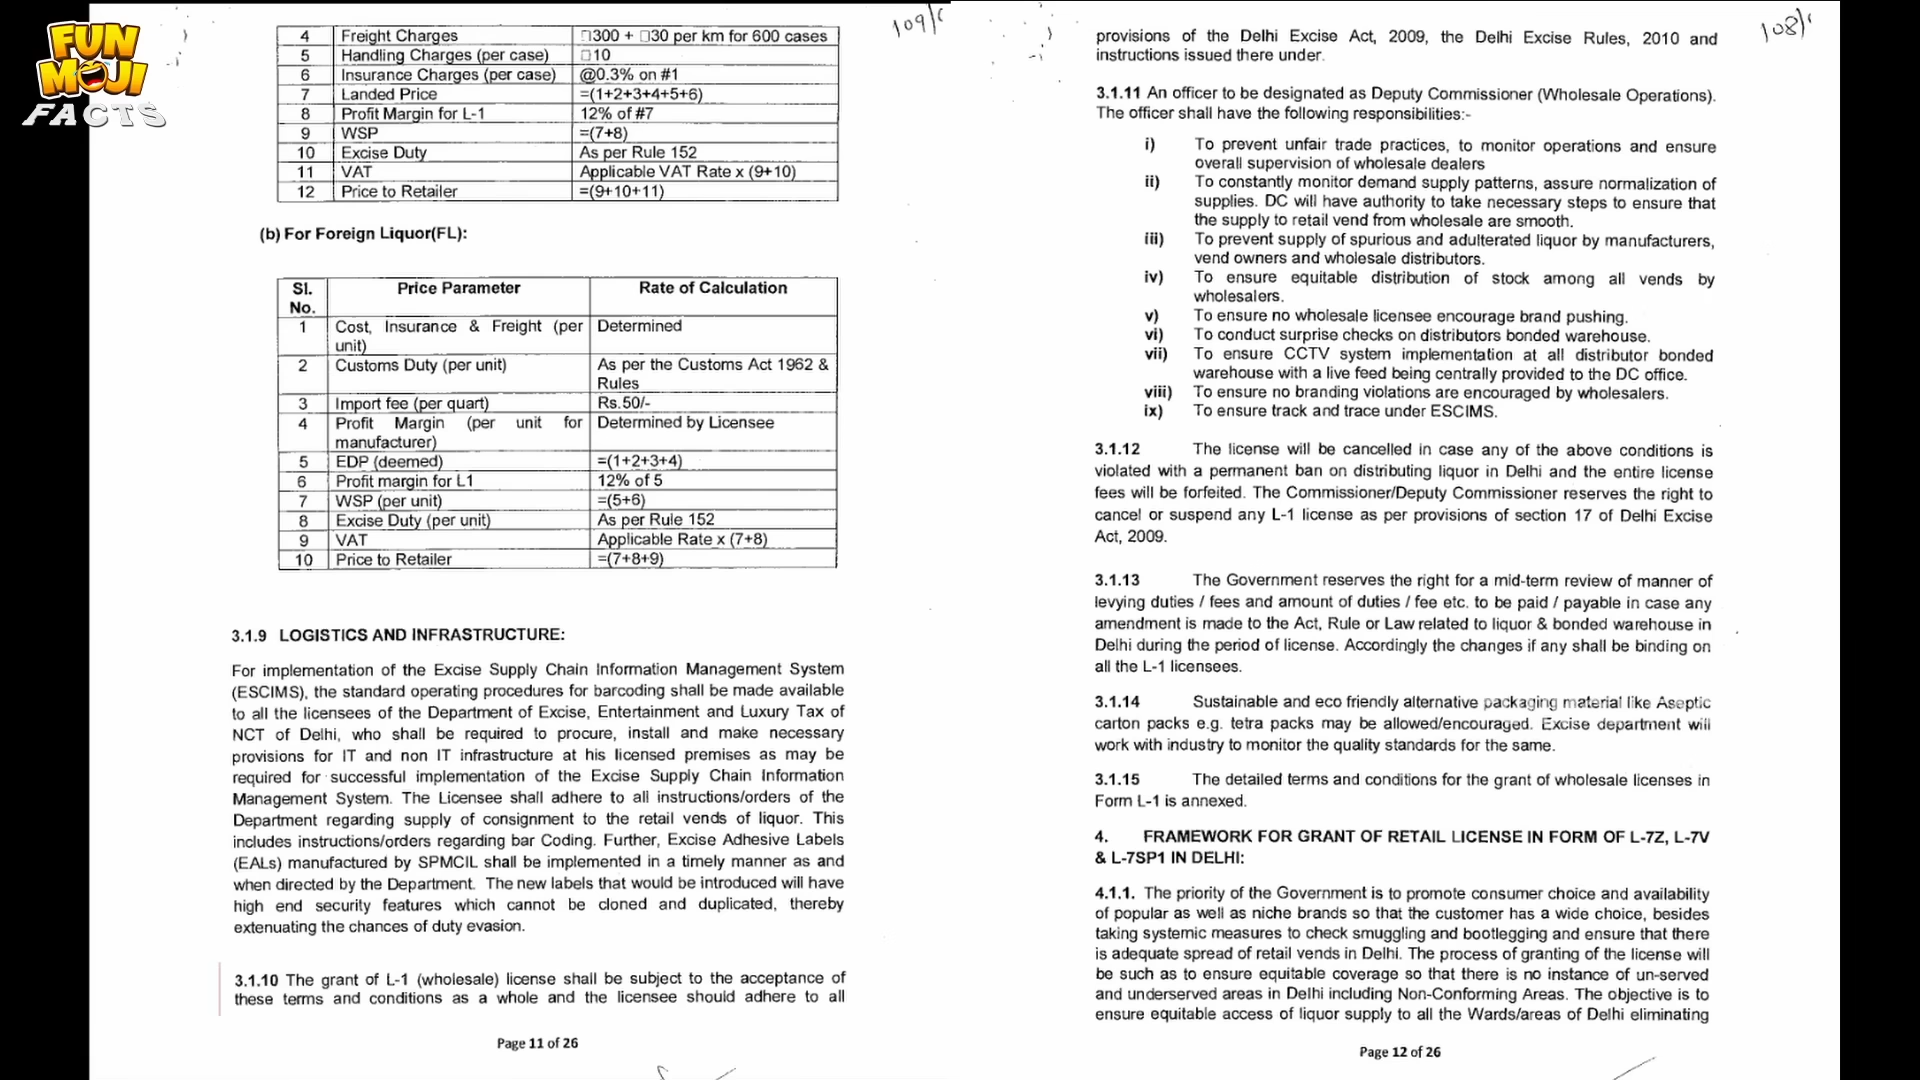 FUN
MOJI
FACTS
109/
4 Freight Charges □300 + □30 per km for 600 cases
5 Handling Charges (per case) □10
6 Insurance Charges (per case) @0.3% on #1
7 Landed Price =(1+2+3+4+5+6)
8 Profit Margin for L-1 12% of #7
9 WSP =(7+8)
10 Excise Duty As per Rule 152
11 VAT Applicable VAT Rate x (9+10)
12 Price to Retailer =(9+10+11)
(b) For Foreign Liquor(FL):
Sl. Price Parameter Rate of Calculation
No.
1 Cost, Insurance & Freight (per Determined
unit)
2 Customs Duty (per unit) As per the Customs Act 1962 &
Rules
3 Import fee (per quart) Rs.50/-
4 Profit Margin (per unit for Determined by Licensee
manufacturer)
5 EDP (deemed) =(1+2+3+4)
6 Profit margin for L1 12% of 5
7 WSP (per unit) =(5+6)
8 Excise Duty (per unit) As per Rule 152
9 VAT Applicable Rate x (7+8)
10 Price to Retailer =(7+8+9)
3.1.9 LOGISTICS AND INFRASTRUCTURE:
For implementation of the Excise Supply Chain Information Management System
(ESCIMS), the standard operating procedures for barcoding shall be made available
to all the licensees of the Department of Excise, Entertainment and Luxury Tax of
NCT of Delhi, who shall be required to procure, install and make necessary
provisions for IT and non IT infrastructure at his licensed premises as may be
required for successful implementation of the Excise Supply Chain Information
Management System. The Licensee shall adhere to all instructions/orders of the
Department regarding supply of consignment to the retail vends of liquor. This
includes instructions/orders regarding bar Coding. Further, Excise Adhesive Labels
(EALs) manufactured by SPMCIL shall be implemented in a timely manner as and
when directed by the Department. The new labels that would be introduced will have
high end security features which cannot be cloned and duplicated, thereby
extenuating the chances of duty evasion.
3.1.10 The grant of L-1 (wholesale) license shall be subject to the acceptance of
these terms and conditions as a whole and the licensee should adhere to all
Page 11 of 26
108/
provisions of the Delhi Excise Act, 2009, the Delhi Excise Rules, 2010 and
instructions issued there under.
3.1.11 An officer to be designated as Deputy Commissioner (Wholesale Operations).
The officer shall have the following responsibilities:-
i) To prevent unfair trade practices, to monitor operations and ensure
overall supervision of wholesale dealers
ii) To constantly monitor demand supply patterns, assure normalization of
supplies. DC will have authority to take necessary steps to ensure that
the supply to retail vend from wholesale are smooth.
iii) To prevent supply of spurious and adulterated liquor by manufacturers,
vend owners and wholesale distributors.
iv) To ensure equitable distribution of stock among all vends by
wholesalers.
v) To ensure no wholesale licensee encourage brand pushing.
vi) To conduct surprise checks on distributors bonded warehouse.
vii) To ensure CCTV system implementation at all distributor bonded
warehouse with a live feed being centrally provided to the DC office.
viii) To ensure no branding violations are encouraged by wholesalers.
ix) To ensure track and trace under ESCIMS.
3.1.12 The license will be cancelled in case any of the above conditions is
violated with a permanent ban on distributing liquor in Delhi and the entire license
fees will be forfeited. The Commissioner/Deputy Commissioner reserves the right to
cancel or suspend any L-1 license as per provisions of section 17 of Delhi Excise
Act, 2009.
3.1.13 The Government reserves the right for a mid-term review of manner of
levying duties / fees and amount of duties / fee etc. to be paid / payable in case any
amendment is made to the Act, Rule or Law related to liquor & bonded warehouse in
Delhi during the period of license. Accordingly the changes if any shall be binding on
all the L-1 licensees.
3.1.14 Sustainable and eco friendly alternative packaging material like Aseptic
carton packs e.g. tetra packs may be allowed/encouraged. Excise department will
work with industry to monitor the quality standards for the same.
3.1.15 The detailed terms and conditions for the grant of wholesale licenses in
Form L-1 is annexed.
4. FRAMEWORK FOR GRANT OF RETAIL LICENSE IN FORM OF L-7Z, L-7V
& L-7SP1 IN DELHI:
4.1.1. The priority of the Government is to promote consumer choice and availability
of popular as well as niche brands so that the customer has a wide choice, besides
taking systemic measures to check smuggling and bootlegging and ensure that there
is adequate spread of retail vends in Delhi. The process of granting of the license will
be such as to ensure equitable coverage so that there is no instance of un-served
and underserved areas in Delhi including Non-Conforming Areas. The objective is to
ensure equitable access of liquor supply to all the Wards/areas of Delhi eliminating
Page 12 of 26